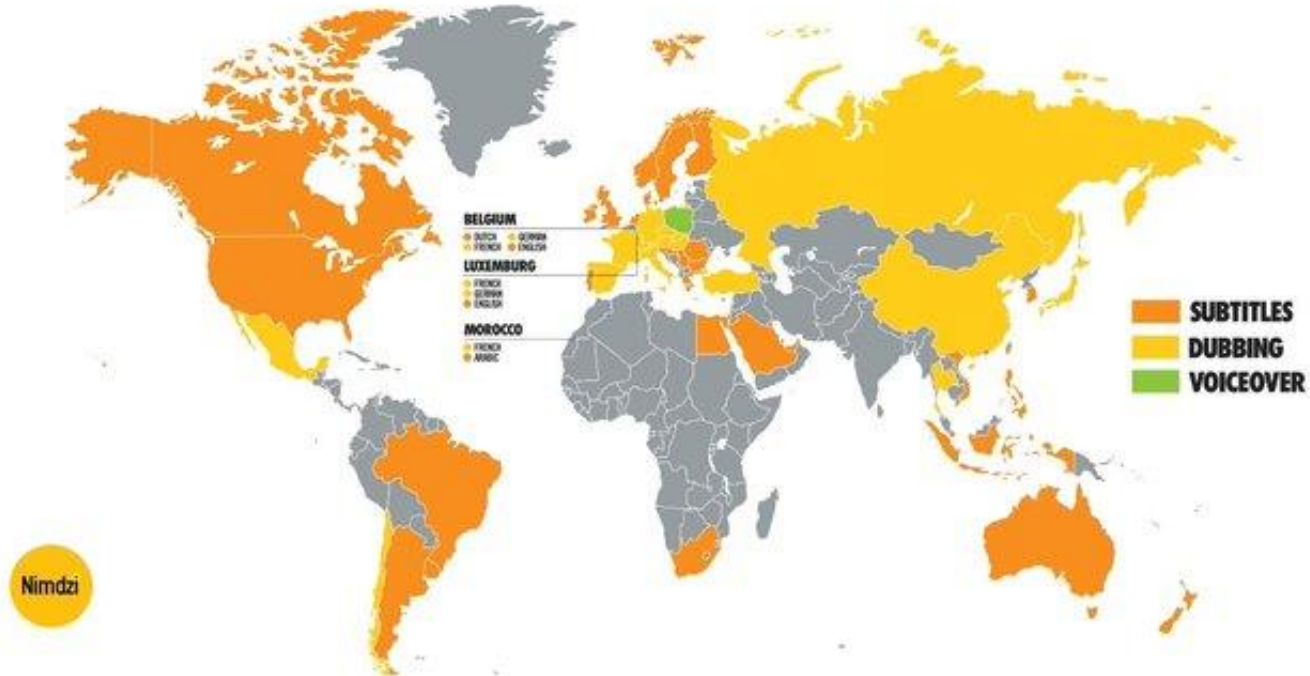 BELGIUM
DUTCH GERMAN
FRENCH ENGLISH
LUXEMBURG
FRENCH
GERMAN
ENGLISH
MOROCCO
FRENCH
ARABIC
SUBTITLES
DUBBING
VOICEOVER
Nimdzi